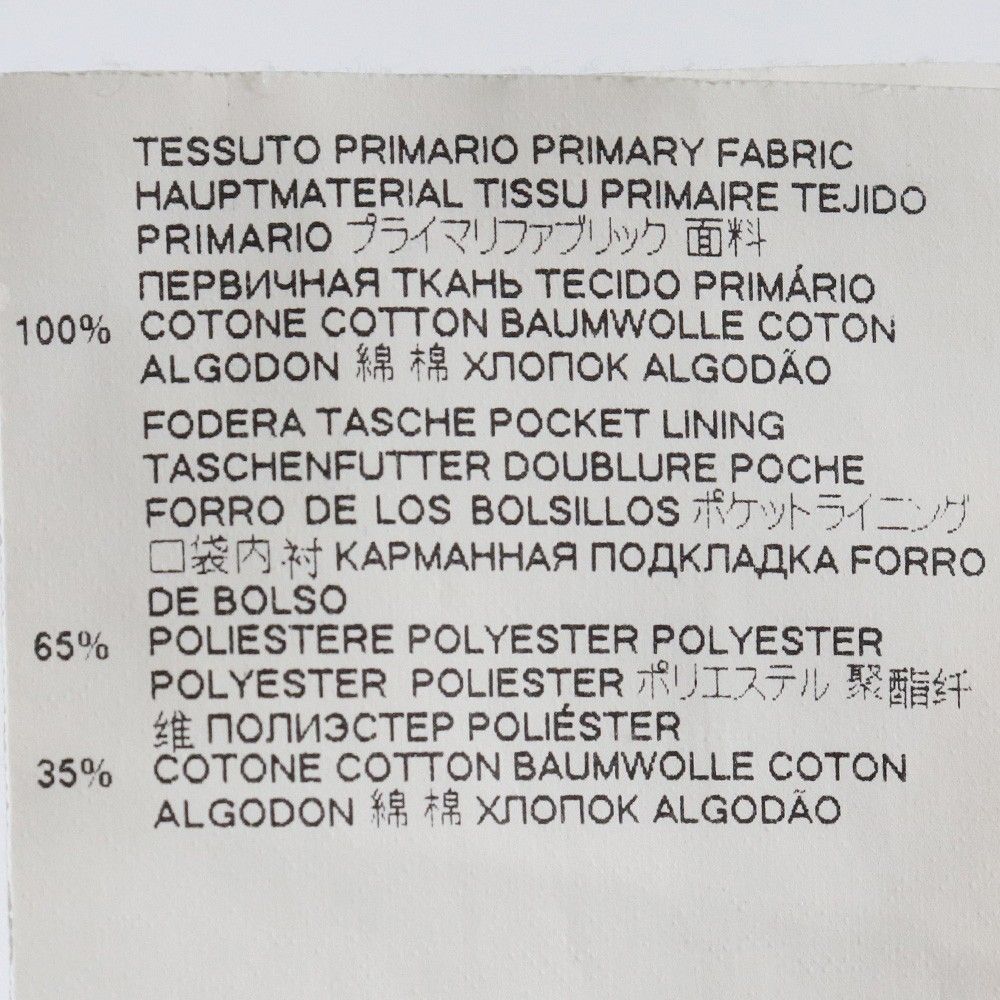 TESSUTO PRIMARIO PRIMARY FABRIC
HAUPTMATERIAL TISSU PRIMAIRE TEJIDO
PRIMARIO プライマリファブリック 面料
ПЕРВИЧНАЯ ТКАНЬ TECIDO PRIMÁRIO
100% COTONE COTTON BAUMWOLLE COTON
ALGODON 綿 棉 ХЛОПОК ALGODÃO
FODERA TASCHE POCKET LINING
TASCHENFUTTER DOUBLURE POCHE
FORRO DE LOS BOLSILLOS ポケットライニング
口袋内衬 КАРМАННАЯ ПОДКЛАДКА FORRO
DE BOLSO
65% POLIESTERE POLYESTER POLYESTER
POLYESTER POLIESTER ポリエステル 聚酯纤
维 ПОЛИЭСТЕР POLIÉSTER
35% COTONE COTTON BAUMWOLLE COTON
ALGODON 綿 棉 ХЛОПОК ALGODÃO